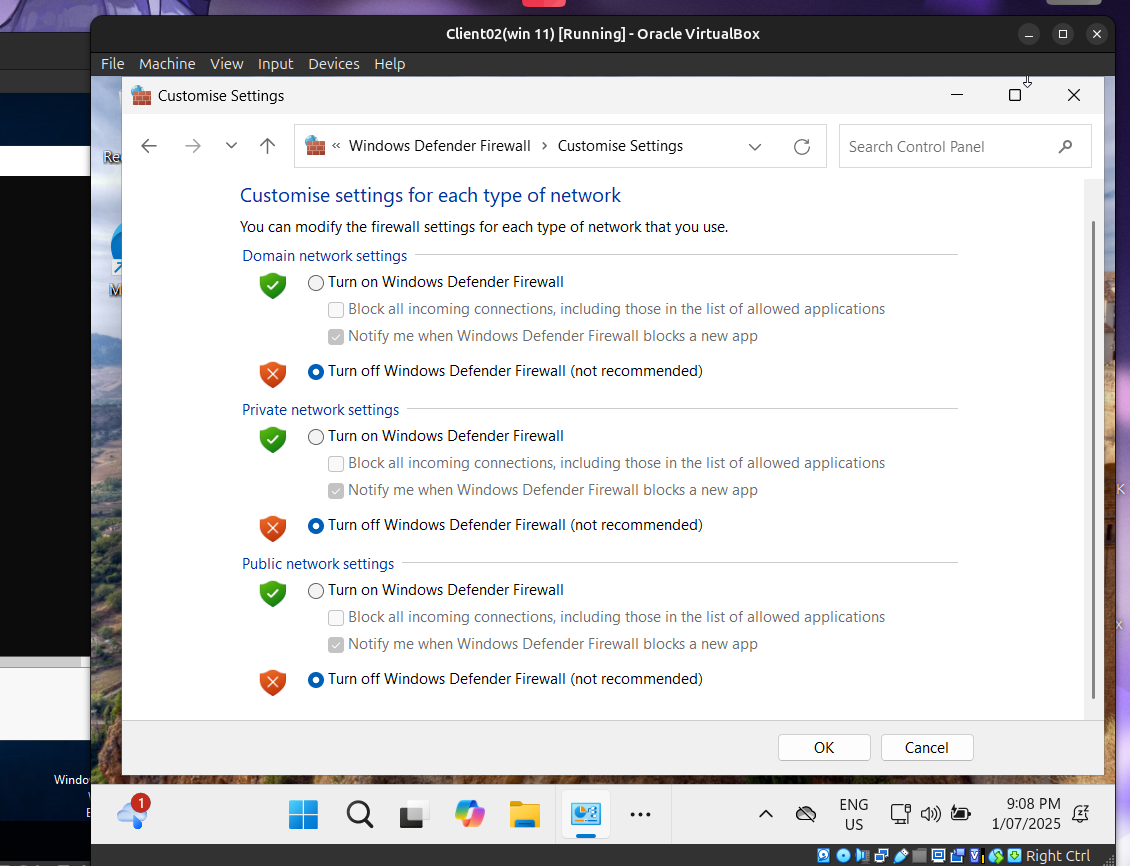 Client02(win 11) [Running] - Oracle VirtualBox
File Machine View Input Devices Help
Customise Settings
« Windows Defender Firewall › Customise Settings
Search Control Panel
Customise settings for each type of network
You can modify the firewall settings for each type of network that you use.
Domain network settings
Turn on Windows Defender Firewall
Block all incoming connections, including those in the list of allowed applications
Notify me when Windows Defender Firewall blocks a new app
Turn off Windows Defender Firewall (not recommended)
Private network settings
Turn on Windows Defender Firewall
Block all incoming connections, including those in the list of allowed applications
Notify me when Windows Defender Firewall blocks a new app
Turn off Windows Defender Firewall (not recommended)
Public network settings
Turn on Windows Defender Firewall
Block all incoming connections, including those in the list of allowed applications
Notify me when Windows Defender Firewall blocks a new app
Turn off Windows Defender Firewall (not recommended)
OK Cancel
Windo
1
ENG
US
9:08 PM
1/07/2025
Right Ctrl